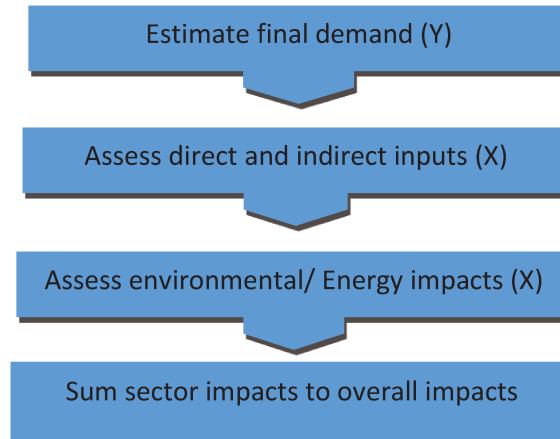 Estimate final demand (Y)
Assess direct and indirect inputs (X)
Assess environmental/ Energy impacts (X)
Sum sector impacts to overall impacts